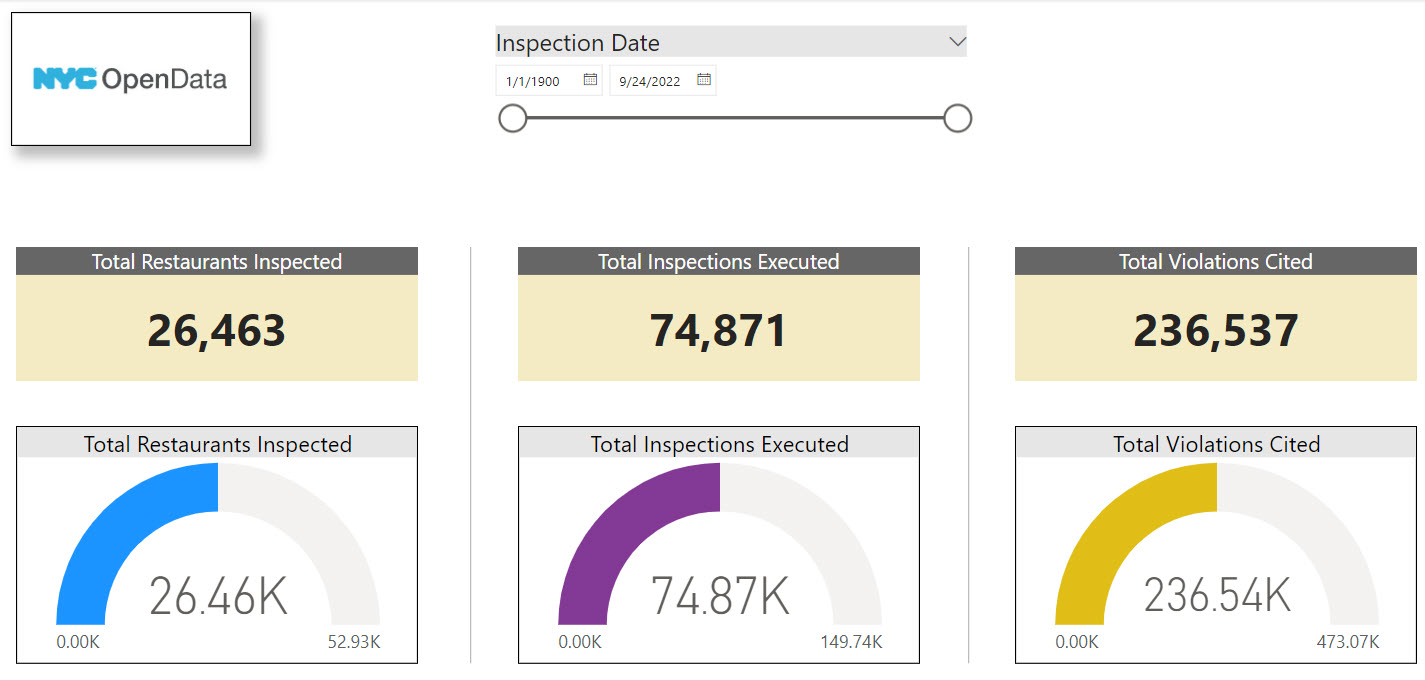 NYC OpenData
Inspection Date
1/1/1900 9/24/2022
Total Restaurants Inspected
26,463
Total Inspections Executed
74,871
Total Violations Cited
236,537
Total Restaurants Inspected
26.46K
0.00K 52.93K
Total Inspections Executed
74.87K
0.00K 149.74K
Total Violations Cited
236.54K
0.00K 473.07K